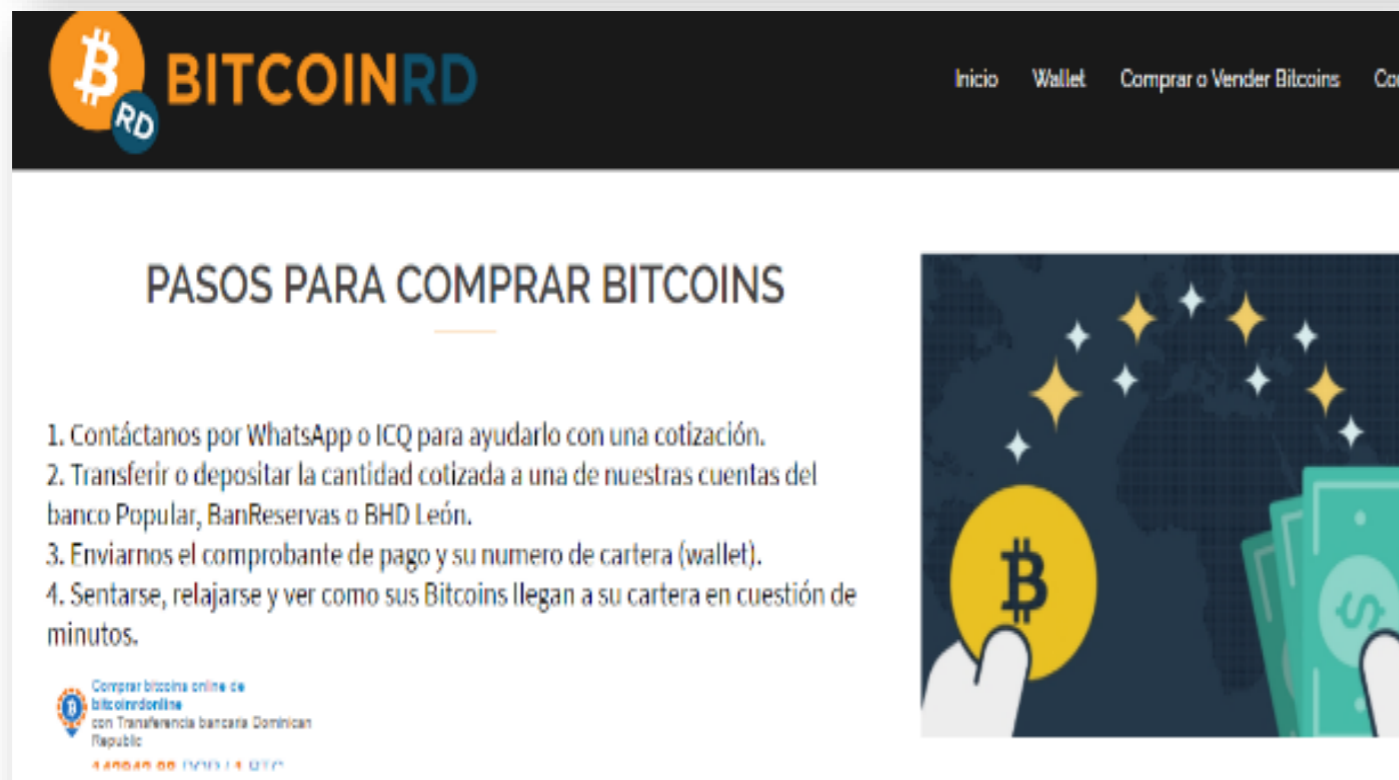 BITCOINRD
RD
Inicio Wallet Comprar o Vender Bitcoins
PASOS PARA COMPRAR BITCOINS
1. Contáctanos por WhatsApp o ICQ para ayudarlo con una cotización.
2. Transferir o depositar la cantidad cotizada a una de nuestras cuentas del
banco Popular, BanReservas o BHD León.
3. Enviarnos el comprobante de pago y su numero de cartera (wallet).
4. Sentarse, relajarse y ver como sus Bitcoins llegan a su cartera en cuestión de
minutos.
Comprar bitcoins online de
bitcoinrdonline
con Transferencia bancaria Dominican
Republic